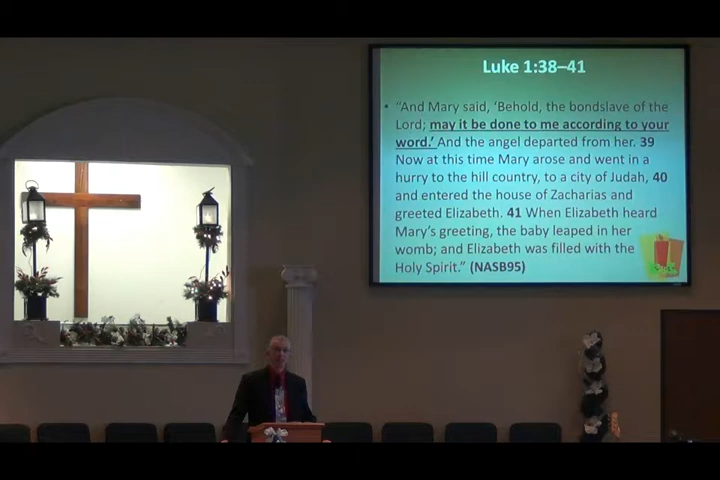 Luke 1:38–41
• “And Mary said, ‘Behold, the bondslave of the
Lord; may it be done to me according to your
word.’ And the angel departed from her. 39
Now at this time Mary arose and went in a
hurry to the hill country, to a city of Judah, 40
and entered the house of Zacharias and
greeted Elizabeth. 41 When Elizabeth heard
Mary’s greeting, the baby leaped in her
womb; and Elizabeth was filled with the
Holy Spirit.” (NASB95)